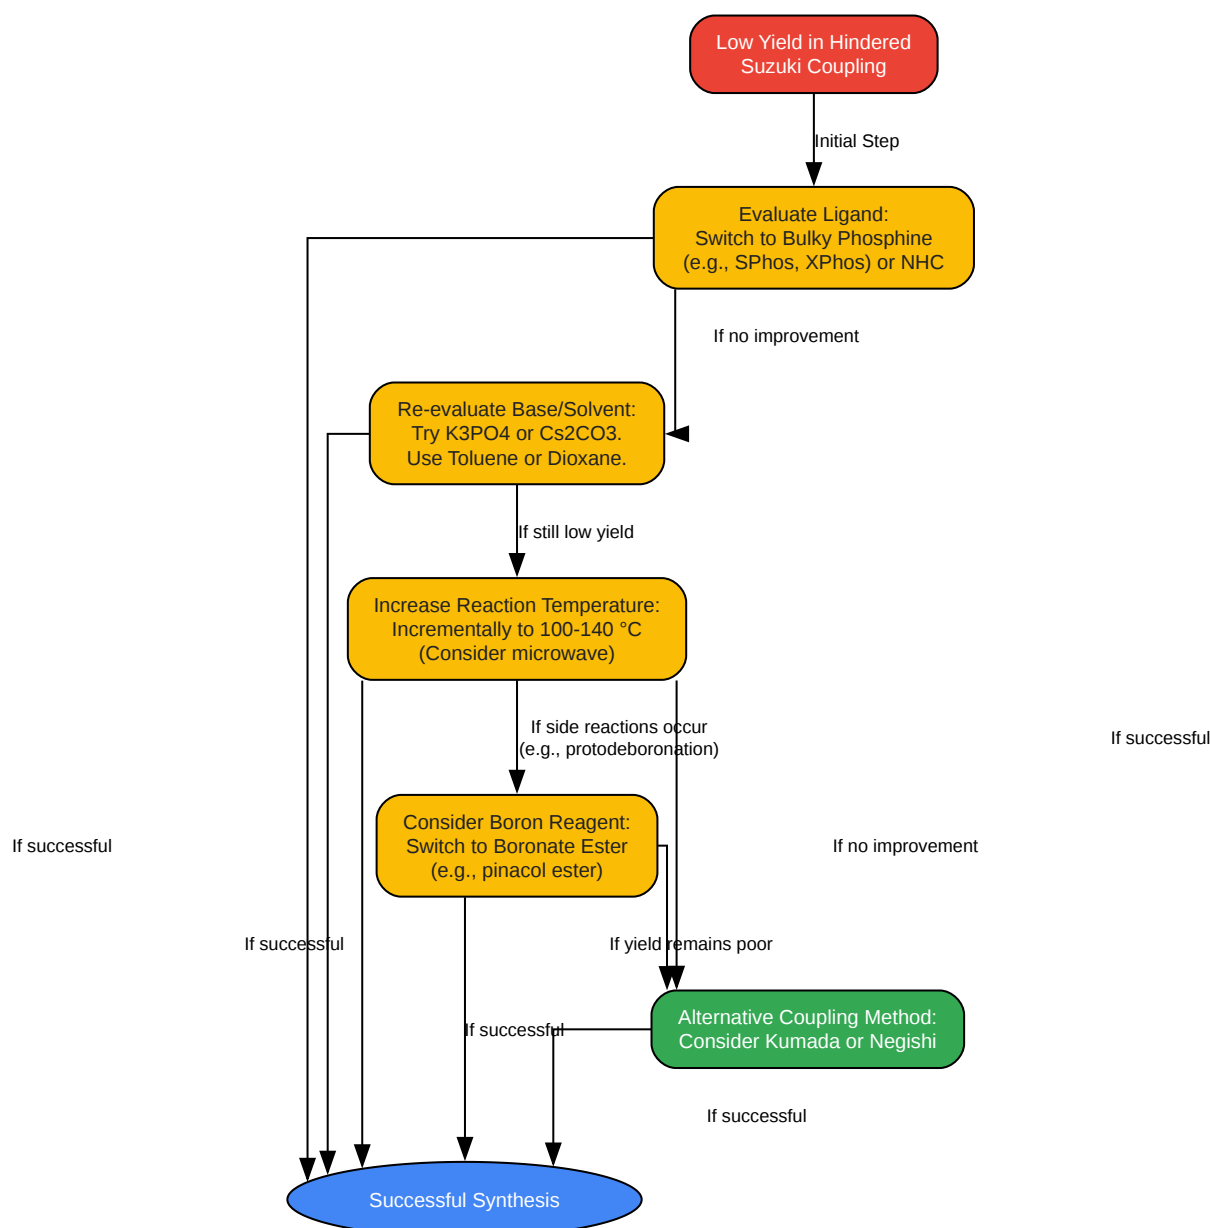 Low Yield in Hindered
Suzuki Coupling
Initial Step
Evaluate Ligand:
Switch to Bulky Phosphine
(e.g., SPhos, XPhos) or NHC
If no improvement
Re-evaluate Base/Solvent:
Try K3PO4 or Cs2CO3.
Use Toluene or Dioxane.
If still low yield
Increase Reaction Temperature:
Incrementally to 100-140 °C
(Consider microwave)
If side reactions occur
(e.g., protodeboronation)
If successful
Consider Boron Reagent:
Switch to Boronate Ester
(e.g., pinacol ester)
If successful
If no improvement
If successful
If yield remains poor
Alternative Coupling Method:
Consider Kumada or Negishi
If successful
If successful
Successful Synthesis